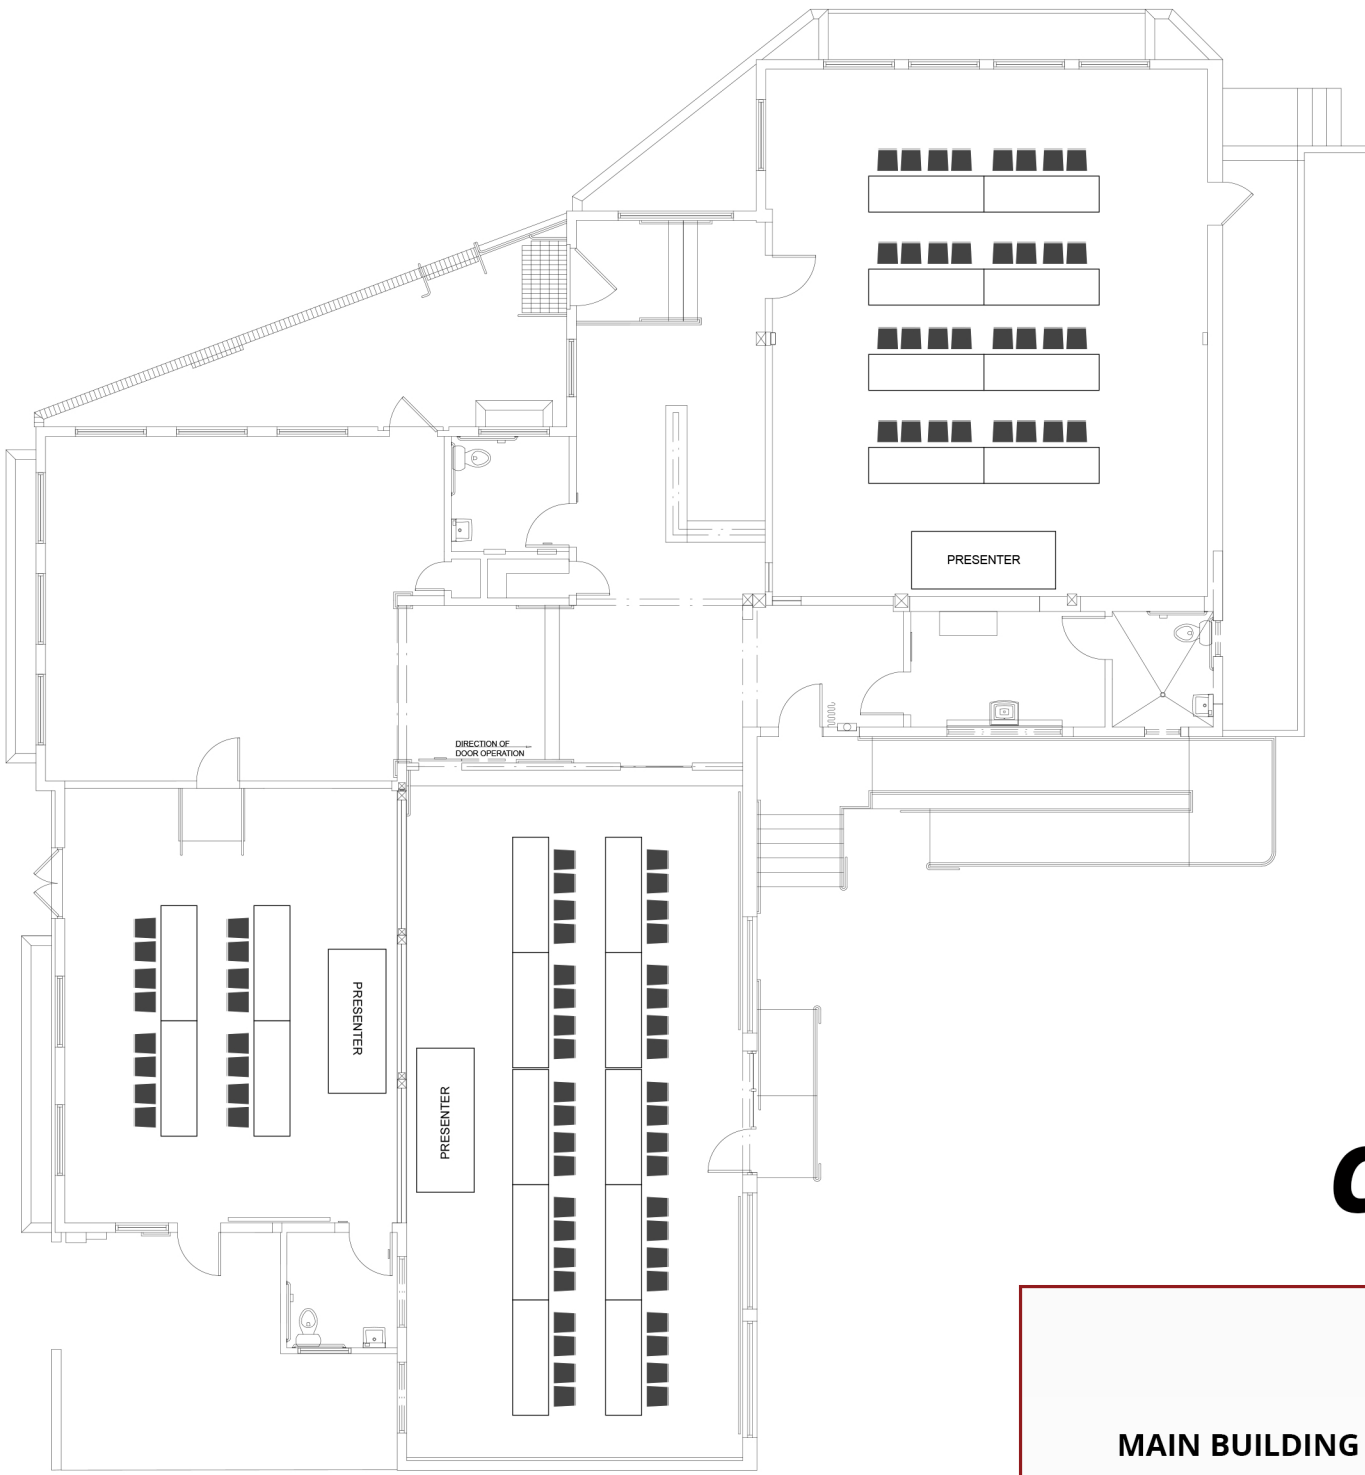 PRESENTER
DIRECTION OF
DOOR OPERATION
PRESENTER
PRESENTER
MAIN BUILDING